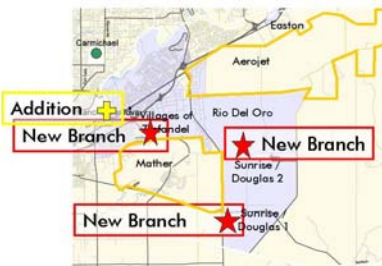 Easton
Carmichael
Aerojet
Addition
Villages of
Zinfandel
Rio Del Oro
New Branch
New Branch
Mather
Sunrise /
Douglas 2
New Branch
Sunrise /
Douglas 1